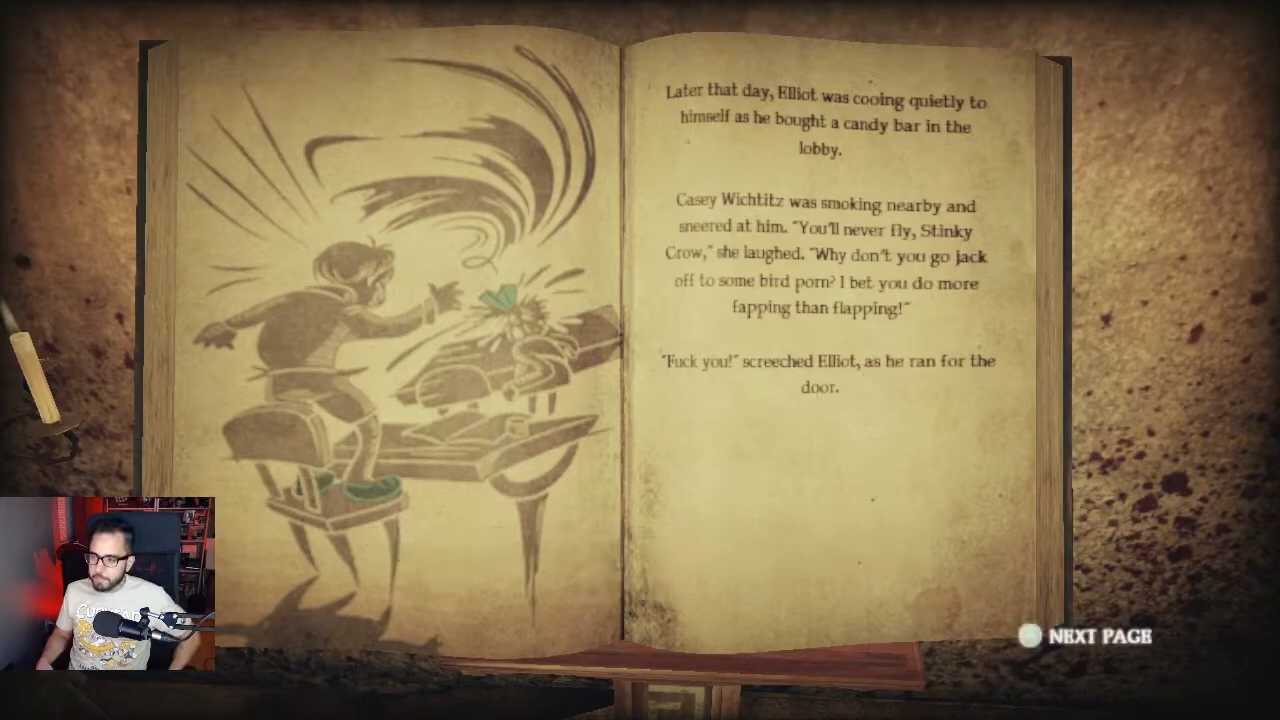 Later that day, Elliot was cooing quietly to
himself as he bought a candy bar in the
lobby.
Casey Wichtitz was smoking nearby and
sneered at him. "You'll never fly, Stinky
Crow," she laughed. "Why don't you go jack
off to some bird porn? I bet you do more
fapping than flapping!"
"Fuck you!" screeched Elliot, as he ran for the
door.
NEXT PAGE